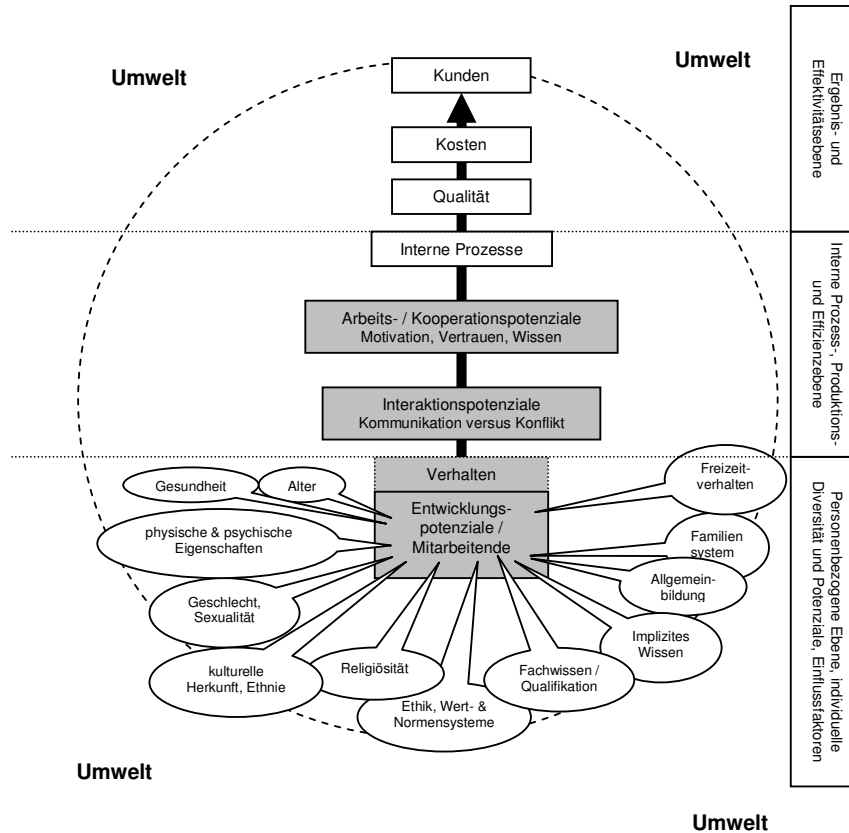 Umwelt
Umwelt
Kunden
Kosten
Qualität
Interne Prozesse
Arbeits- / Kooperationspotenziale
Motivation, Vertrauen, Wissen
Interaktionspotenziale
Kommunikation versus Konflikt
Verhalten
Entwicklungs-
potenziale /
Mitarbeitende
Gesundheit
Alter
physische & psychische
Eigenschaften
Geschlecht,
Sexualität
kulturelle
Herkunft, Ethnie
Religiösität
Ethik, Wert- &
Normensysteme
Fachwissen /
Qualifikation
Implizites
Wissen
Allgemein-
bildung
Familien
system
Freizeit-
verhalten
Umwelt
Umwelt
Ergebnis- und
Effektivitätsebene
Interne Prozess-, Produktions-
und Effizienzebene
Personenbezogene Ebene, individuelle
Diversität und Potenziale, Einflussfaktoren